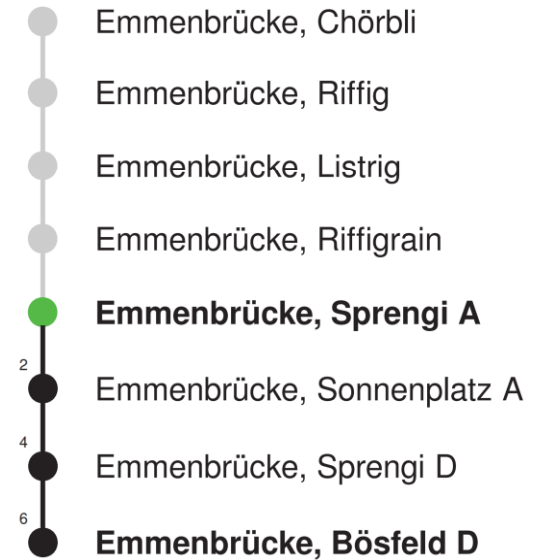 Emmenbrücke, Chörbli
Emmenbrücke, Riffig
Emmenbrücke, Listrig
Emmenbrücke, Riffigrain
Emmenbrücke, Sprengi A
2
Emmenbrücke, Sonnenplatz A
4
Emmenbrücke, Sprengi D
6
Emmenbrücke, Bösfeld D